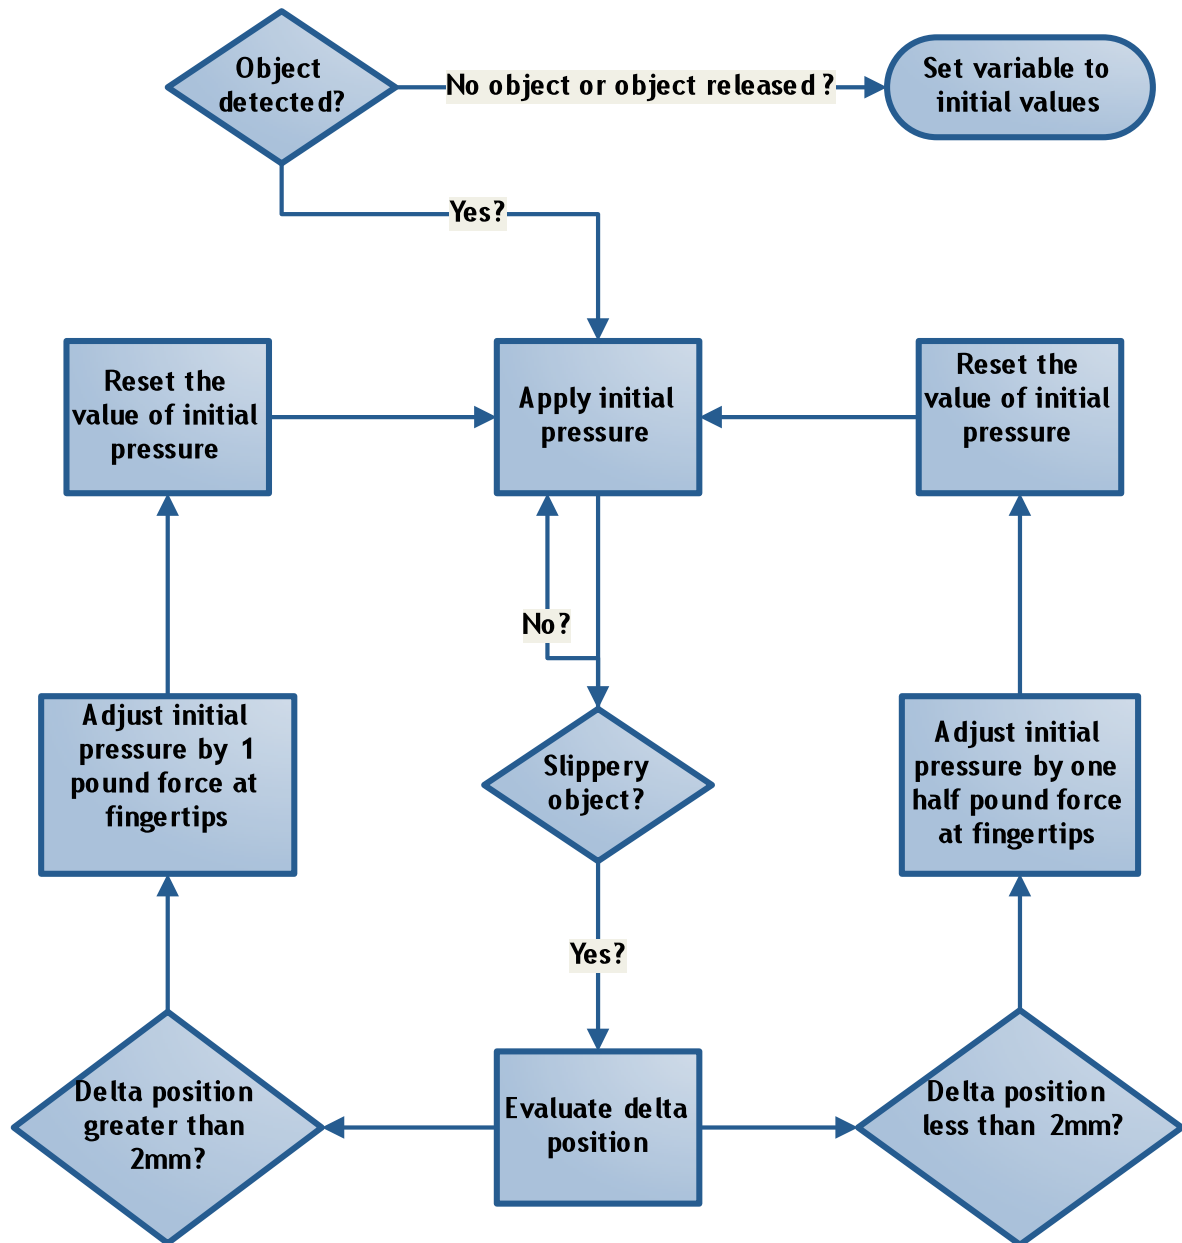 Object
detected?
No object or object released ?
Set variable to
initial values
Yes?
Reset the
value of initial
pressure
Apply initial
pressure
Reset the
value of initial
pressure
No?
Adjust initial
pressure by 1
pound force at
fingertips
Slippery
object?
Adjust initial
pressure by one
half pound force
at fingertips
Yes?
Delta position
greater than
2mm?
Evaluate delta
position
Delta position
less than 2mm?